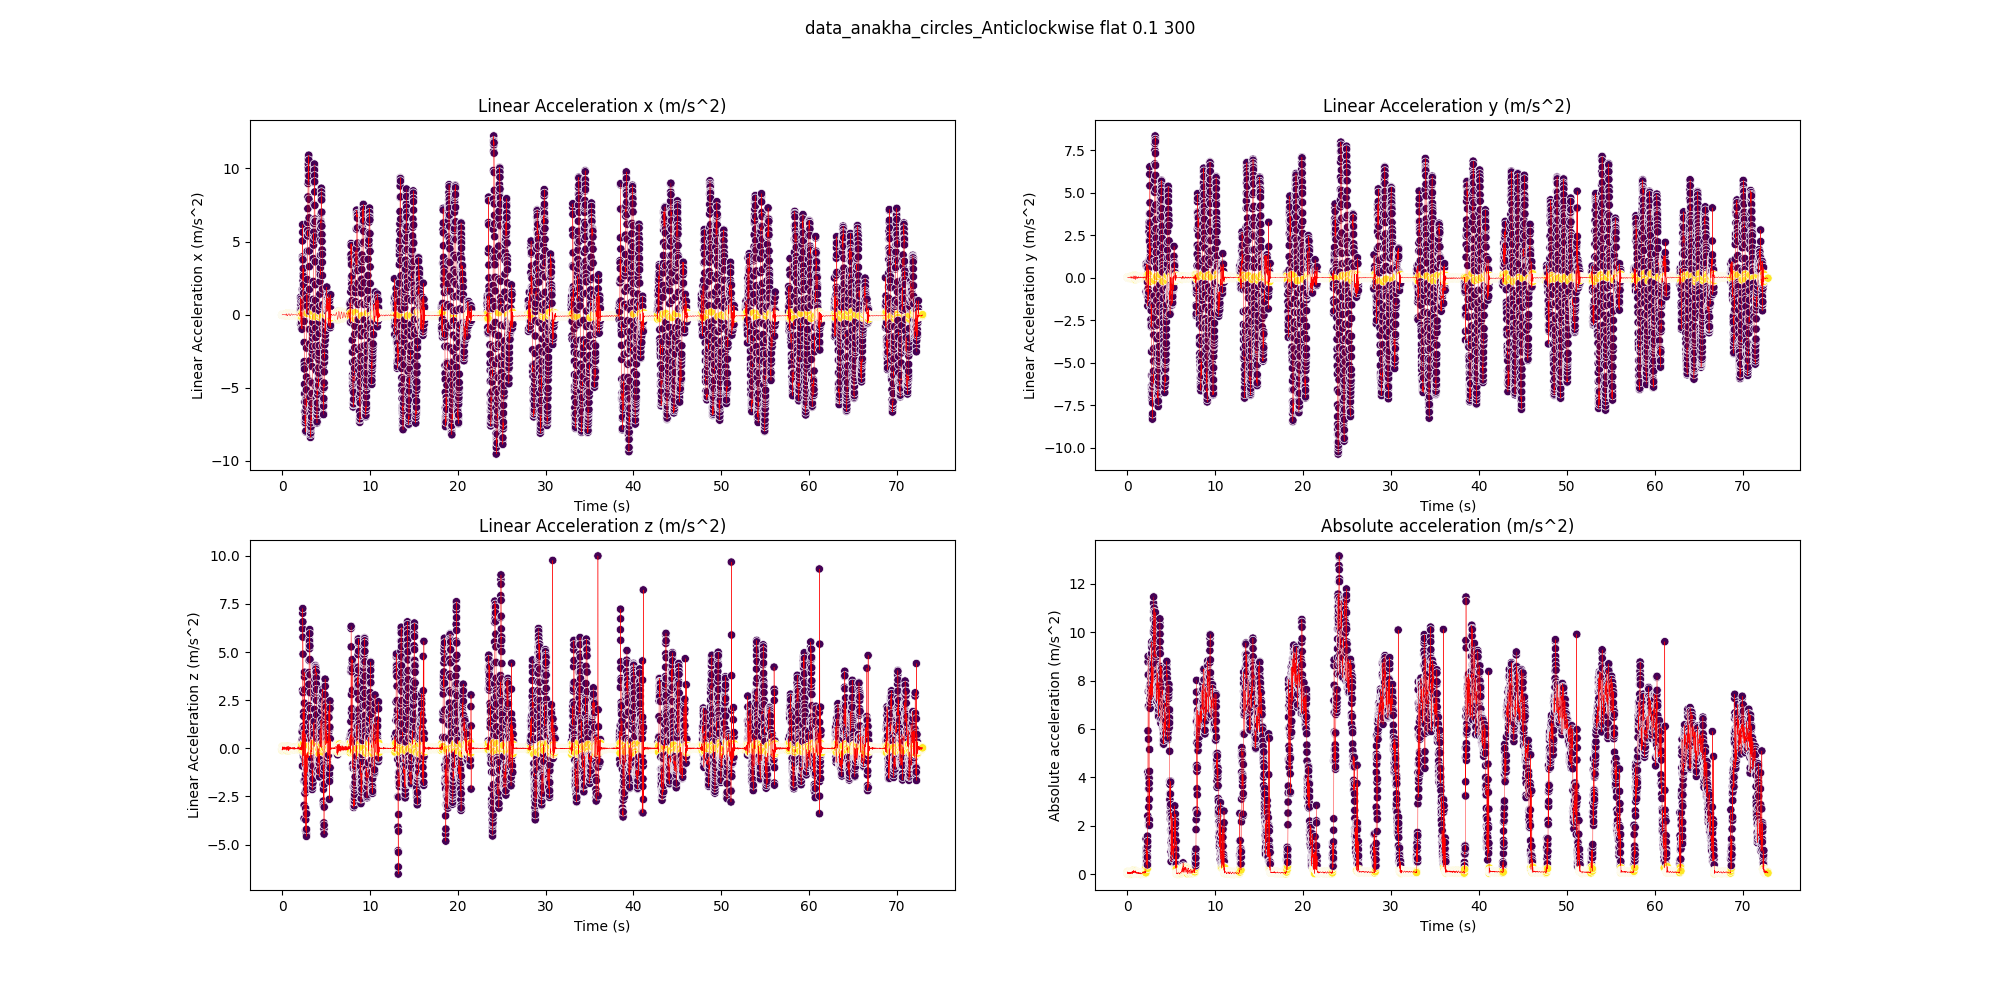 data_anakha_circles_Anticlockwise flat 0.1 300
Linear Acceleration x (m/s^2)
Linear Acceleration x (m/s^2)
10
5
0
−5
−10
0 10 20 30 40 50 60 70
Time (s)
Linear Acceleration y (m/s^2)
Linear Acceleration y (m/s^2)
7.5
5.0
2.5
0.0
−2.5
−5.0
−7.5
−10.0
0 10 20 30 40 50 60 70
Time (s)
Linear Acceleration z (m/s^2)
Linear Acceleration z (m/s^2)
10.0
7.5
5.0
2.5
0.0
−2.5
−5.0
0 10 20 30 40 50 60 70
Time (s)
Absolute acceleration (m/s^2)
Absolute acceleration (m/s^2)
12
10
8
6
4
2
0
0 10 20 30 40 50 60 70
Time (s)